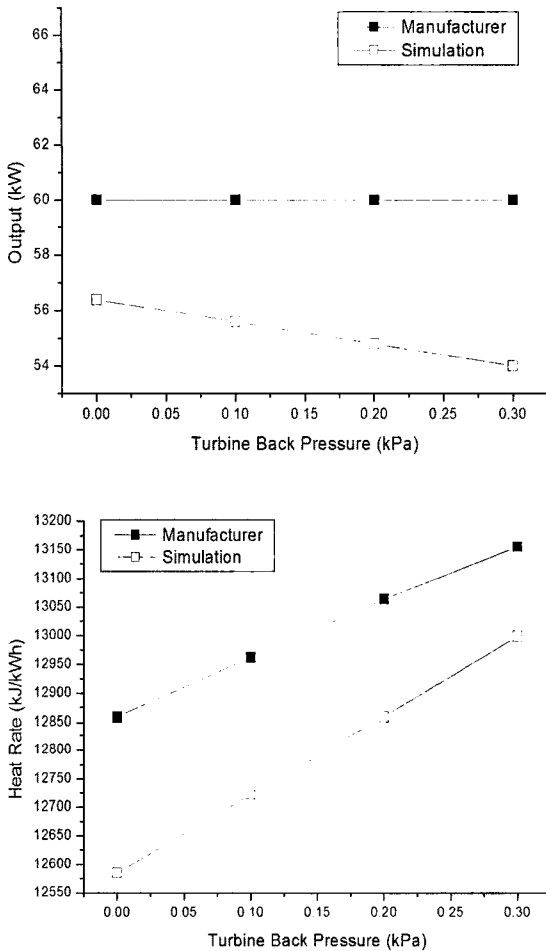 Manufacturer
Simulation
66
64
62
60
58
56
54
Output (kW)
0.00 0.05 0.10 0.15 0.20 0.25 0.30
Turbine Back Pressure (kPa)
Manufacturer
Simulation
13200
13150
13100
13050
13000
12950
12900
12850
12800
12750
12700
12650
12600
12550
Heat Rate (kJ/kWh)
0.00 0.05 0.10 0.15 0.20 0.25 0.30
Turbine Back Pressure (kPa)